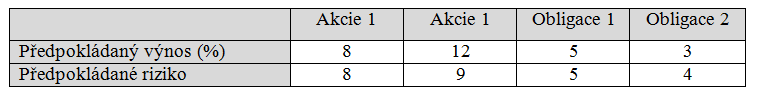 Akcie 1 Akcie 1 Obligace 1 Obligace 2
Předpokládaný výnos (%) 8 12 5 3
Předpokládané riziko 8 9 5 4